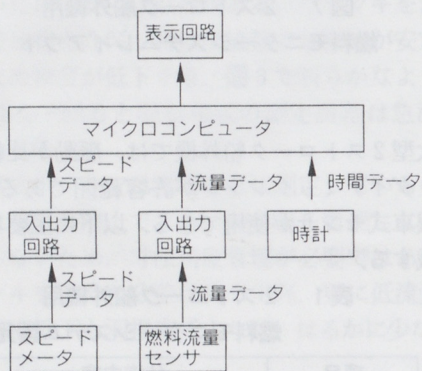 表示回路
マイクロコンピュータ
スピード
データ
流量データ
時間データ
入出力
回路
入出力
回路
時計
スピード
データ
流量データ
スピード
メータ
燃料流量
センサ